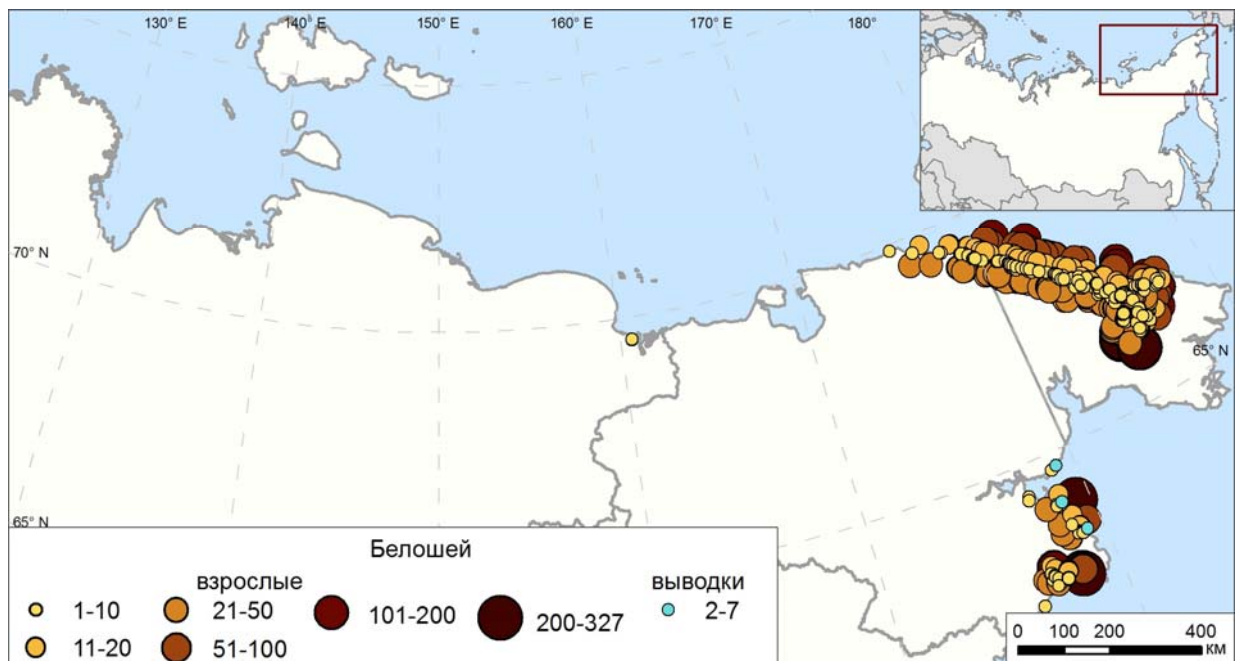 130° E 140° E 150° E 160° E 170° E 180°
70° N
65° N
65° N
Белошей
взрослые выводки
1-10 21-50 101-200 200-327 2-7
11-20 51-100
0 100 200 400
км